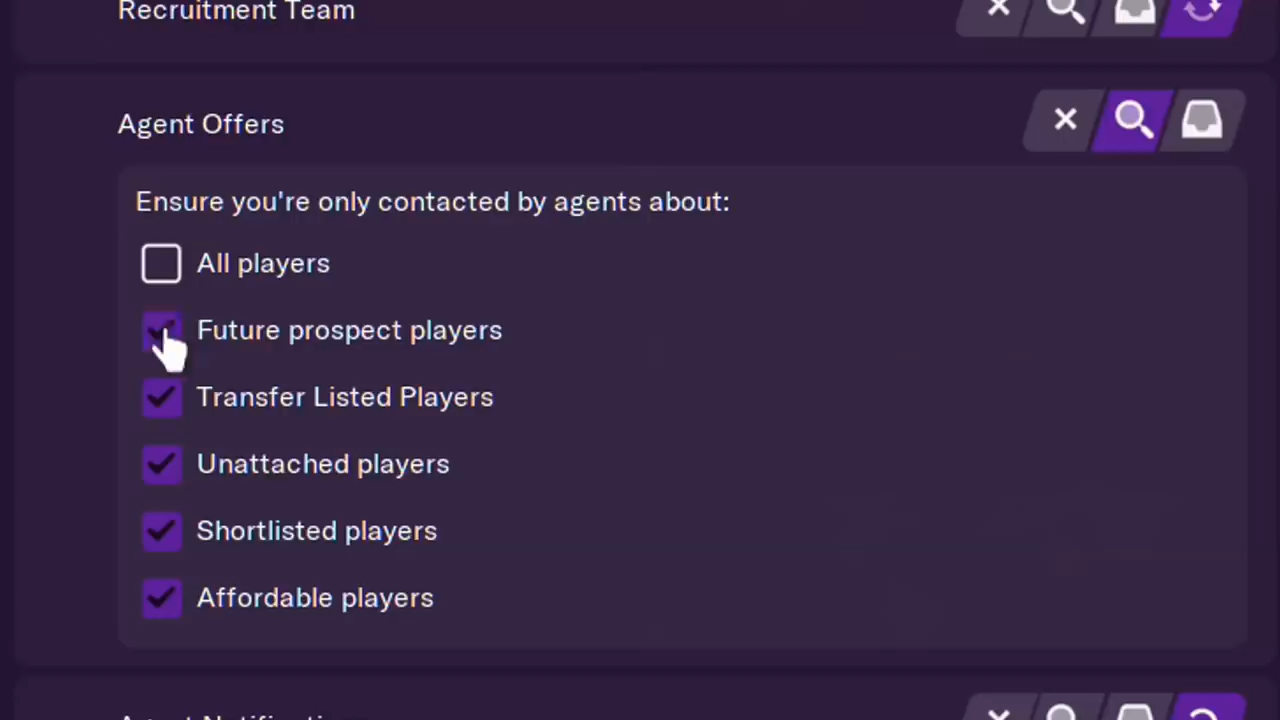 Recruitment Team
Agent Offers
Ensure you're only contacted by agents about:
All players
Future prospect players
Transfer Listed Players
Unattached players
Shortlisted players
Affordable players